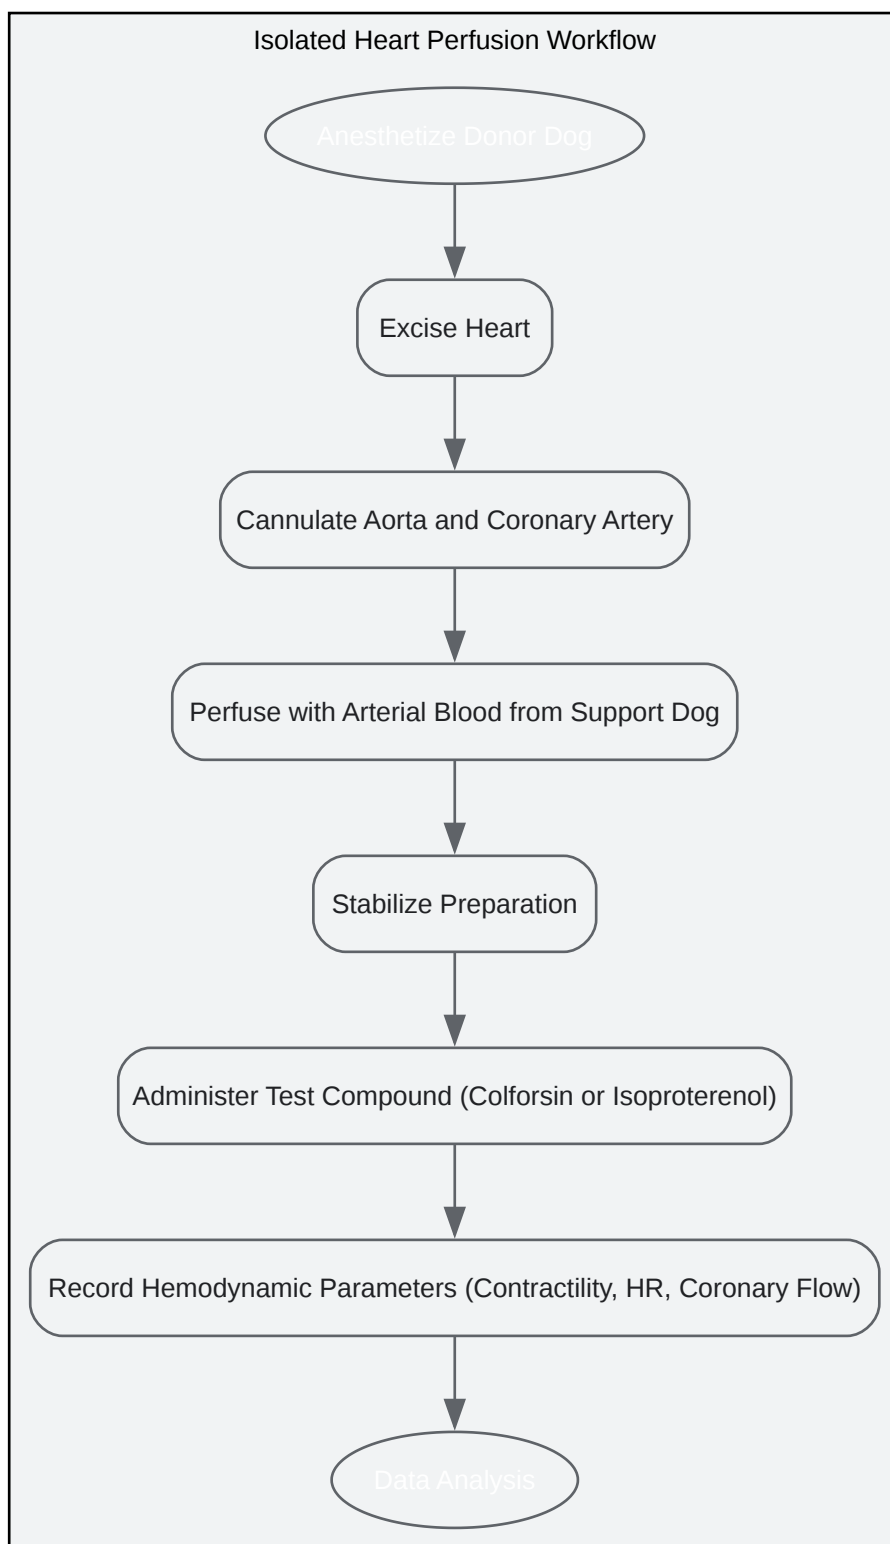 Isolated Heart Perfusion Workflow
Anesthetize Donor Dog
Excise Heart
Cannulate Aorta and Coronary Artery
Perfuse with Arterial Blood from Support Dog
Stabilize Preparation
Administer Test Compound (Colforsin or Isoproterenol)
Record Hemodynamic Parameters (Contractility, HR, Coronary Flow)
Data Analysis